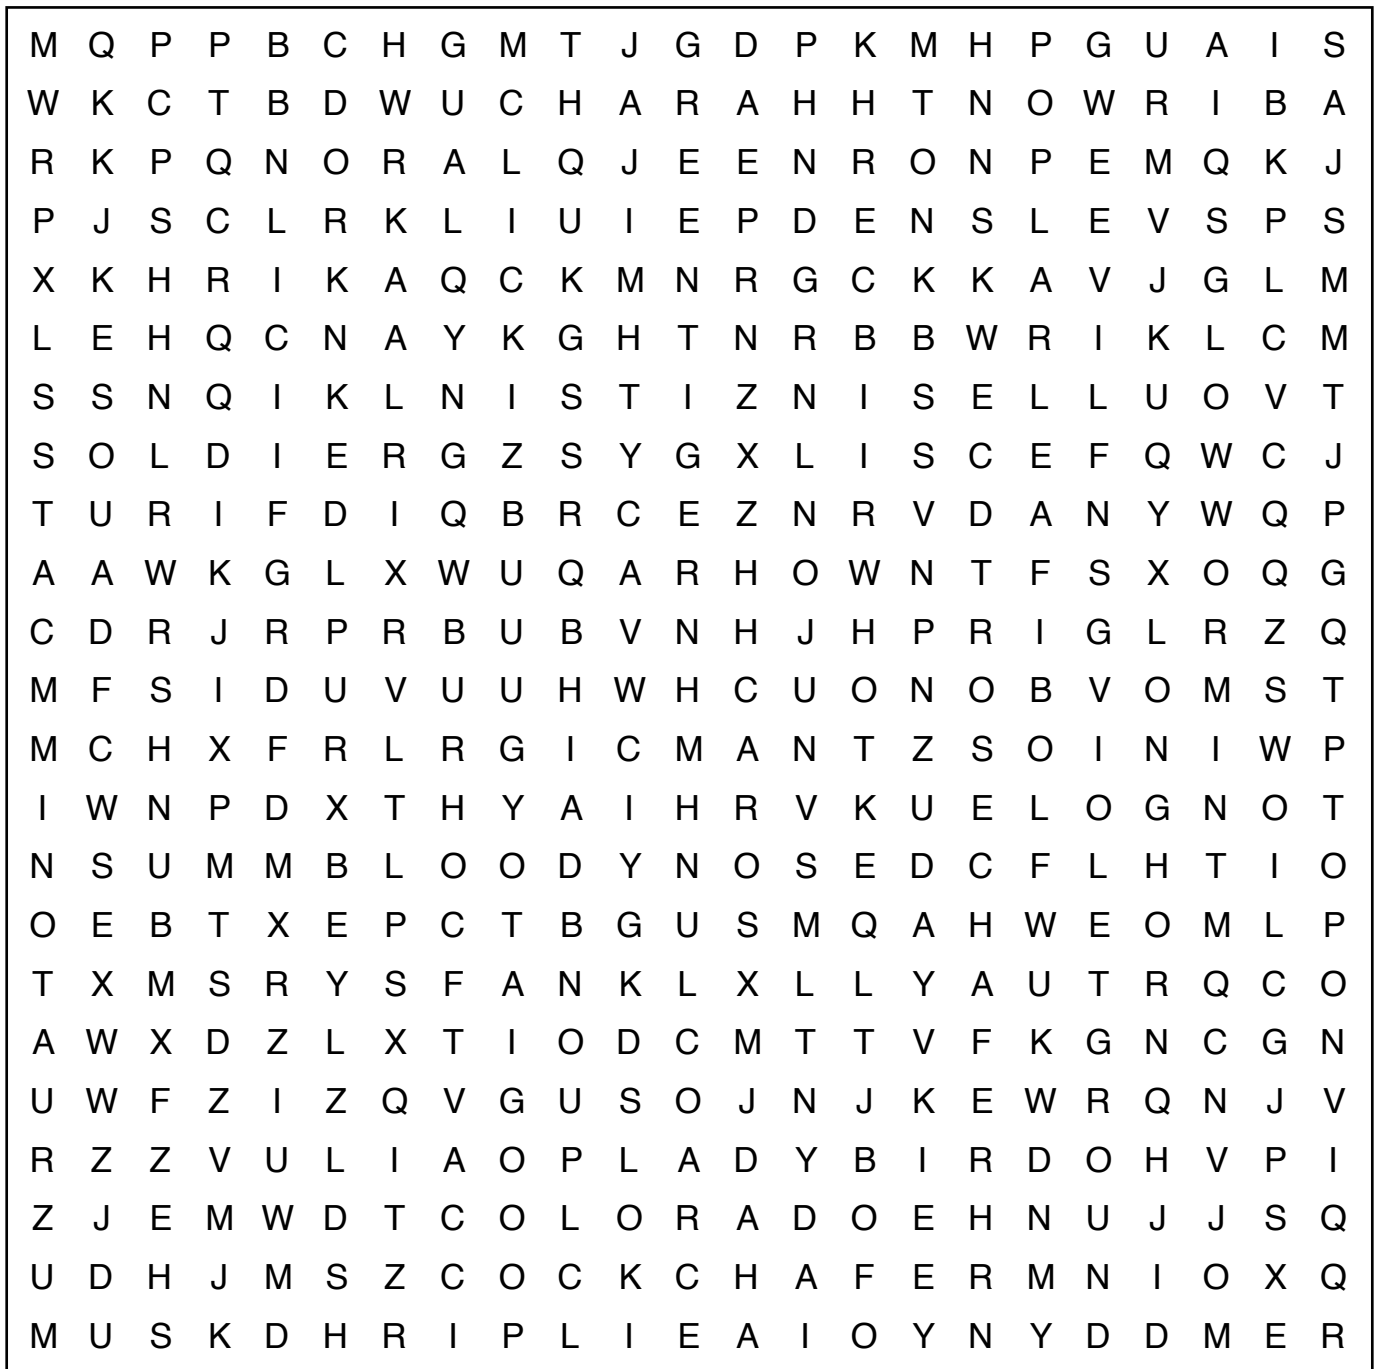 M Q P P B C H G M T J G D P K M H P G U A I S
W K C T B D W U C H A R A H H T N O W R I B A
R K P Q N O R A L Q J E E N R O N P E M Q K J
P J S C L R K L I U I E P D E N S L E V S P S
X K H R I K A Q C K M N R G C K K A V J G L M
L E H Q C N A Y K G H T N R B B W R I K L C M
S S N Q I K L N I S T I Z N I S E L L U O V T
S O L D I E R G Z S Y G X L I S C E F Q W C J
T U R I F D I Q B R C E Z N R V D A N Y W Q P
A A W K G L X W U Q A R H O W N T F S X O Q G
C D R J R P R B U B V N H J H P R I G L R Z Q
M F S I D U V U U H W H C U O N O B V O M S T
M C H X F R L R G I C M A N T Z S O I N I W P
I W N P D X T H Y A I H R V K U E L O G N O T
N S U M M B L O O D Y N O S E D C F L H T I O
O E B T X E P C T B G U S M Q A H W E O M L P
T X M S R Y S F A N K L X L L Y A U T R Q C O
A W X D Z L X T I O D C M T T V F K G N C G N
U W F Z I Z Q V G U S O J N J K E W R Q N J V
R Z Z V U L I A O P L A D Y B I R D O H V P I
Z J E M W D T C O L O R A D O E H N U J J S Q
U D H J M S Z C O C K C H A F E R M N I O X Q
M U S K D H R I P L I E A I O Y N Y D D M E R